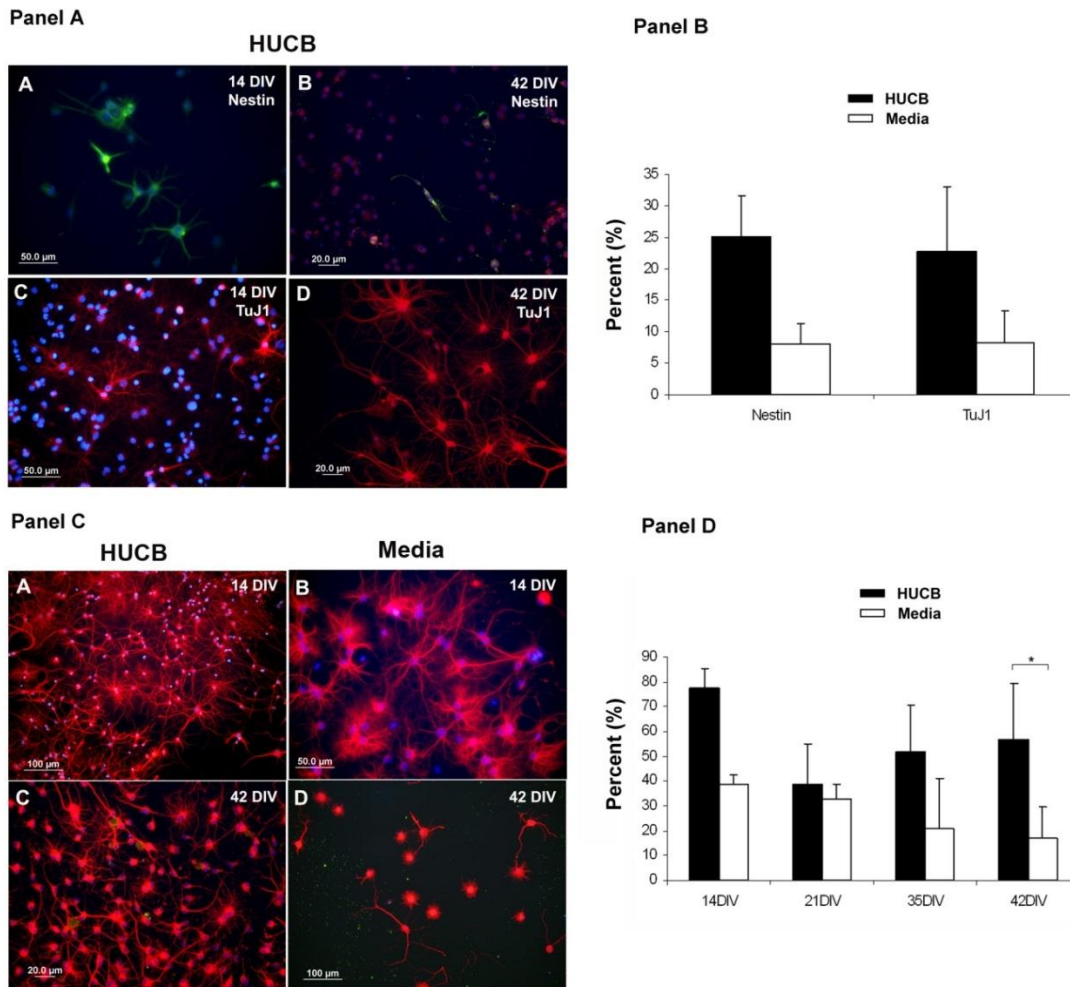 Panel A
HUCB
A
14 DIV
Nestin
50.0 µm
B
42 DIV
Nestin
20.0 µm
C
14 DIV
TuJ1
50.0 µm
D
42 DIV
TuJ1
20.0 µm
Panel B
HUCB
Media
Percent (%)
35
30
25
20
15
10
5
0
Nestin
TuJ1
Panel C
HUCB
Media
A
14 DIV
100 µm
B
14 DIV
50.0 µm
C
42 DIV
20.0 µm
D
42 DIV
100 µm
Panel D
HUCB
Media
Percent (%)
90
80
70
60
50
40
30
20
10
0
*
14DIV
21DIV
35DIV
42DIV